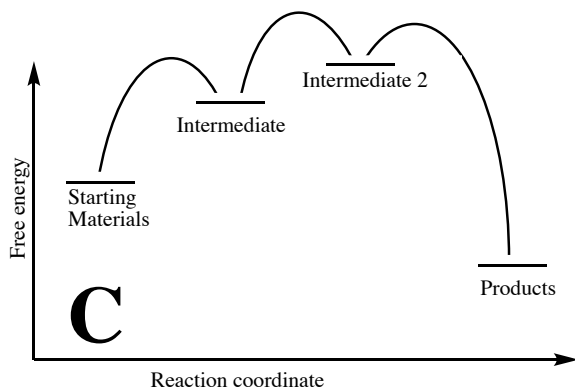 Intermediate 2
Intermediate
Starting
Materials
Free energy
Products
C
Reaction coordinate